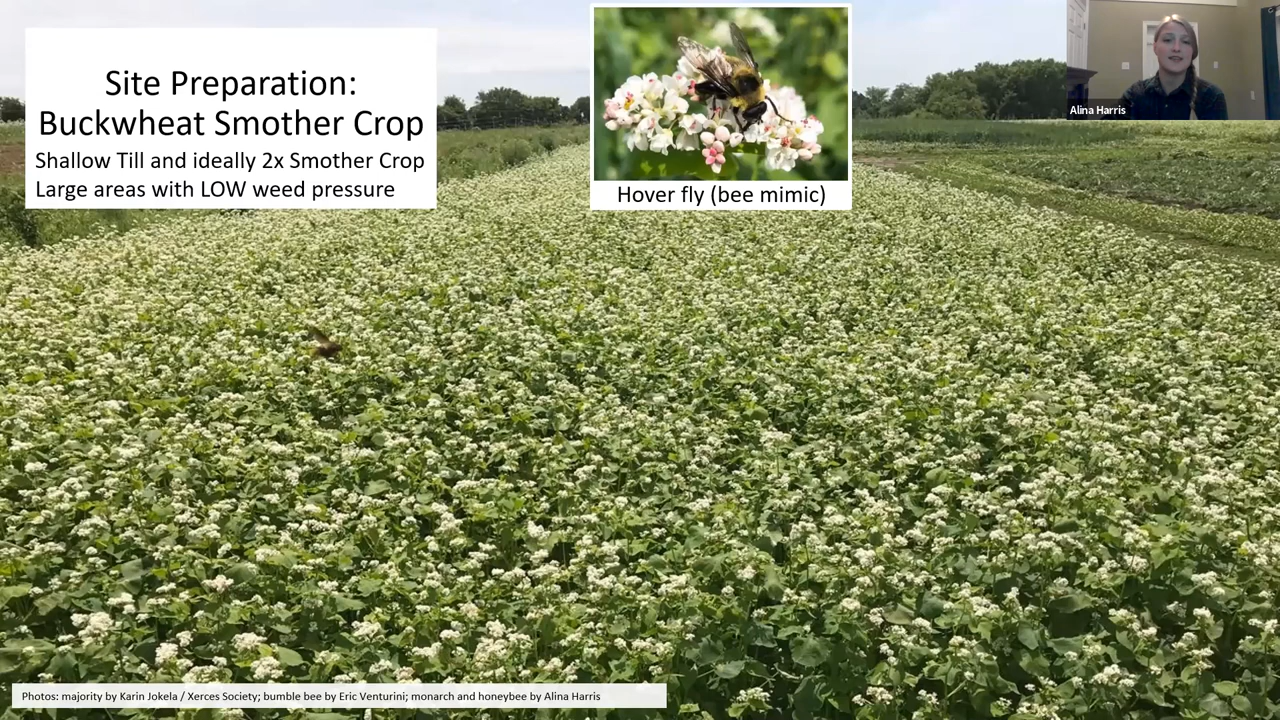 Site Preparation:
Buckwheat Smother Crop
Shallow Till and ideally 2x Smother Crop
Large areas with LOW weed pressure
Hover fly (bee mimic)
Alina Harris
Photos: majority by Karin Jokela / Xerces Society; bumble bee by Eric Venturini; monarch and honeybee by Alina Harris